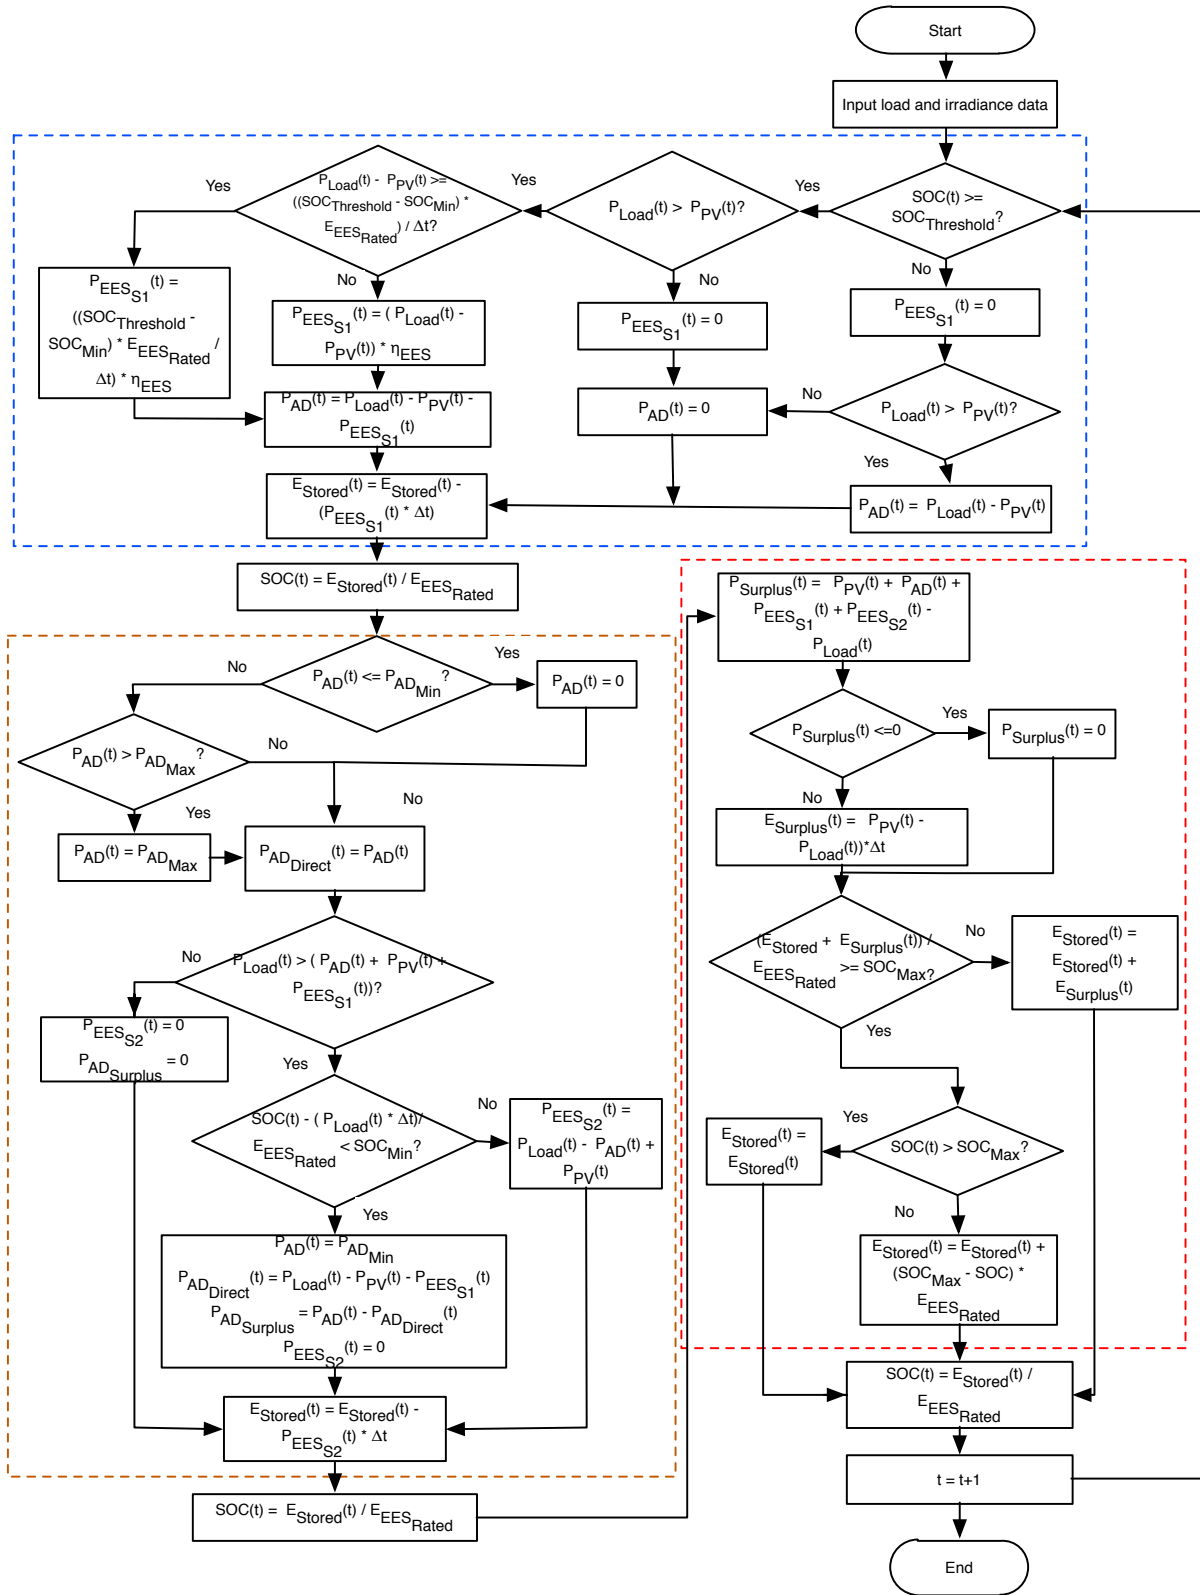 Start
Input load and irradiance data
SOC(t) >=
SOCThreshold?
Yes
No
PLoad(t) > PPV(t)?
Yes
No
PLoad(t) - PPV(t) >=
((SOCThreshold - SOCMin) *
EEESRated) / Δt?
Yes
No
PEESS1(t) =
((SOCThreshold -
SOCMin) * EEESRated /
Δt) * ηEES
PEESS1(t) = ( PLoad(t) -
PPV(t)) * ηEES
PEESS1(t) = 0
PEESS1(t) = 0
PAD(t) = PLoad(t) - PPV(t) -
PEESS1(t)
PAD(t) = 0
No
PLoad(t) > PPV(t)?
Yes
EStored(t) = EStored(t) -
(PEESS1(t) * Δt)
PAD(t) = PLoad(t) - PPV(t)
SOC(t) = EStored(t) / EEESRated
No
PAD(t) <= PADMin?
Yes
PAD(t) = 0
PAD(t) > PADMax?
No
Yes
No
PAD(t) = PADMax
PADDirect(t) = PAD(t)
No
PLoad(t) > ( PAD(t) + PPV(t) +
PEESS1(t))?
Yes
PEESS2(t) = 0
PADSurplus = 0
SOC(t) - ( PLoad(t) * Δt)/
EEESRated < SOCMin?
No
Yes
PEESS2(t) =
PLoad(t) - PAD(t) +
PPV(t)
PAD(t) = PADMin
PADDirect(t) = PLoad(t) - PPV(t) - PEESS1(t)
PADSurplus = PAD(t) - PADDirect(t)
PEESS2(t) = 0
EStored(t) = EStored(t) -
PEESS2(t) * Δt
SOC(t) = EStored(t) / EEESRated
PSurplus(t) = PPV(t) + PAD(t) +
PEESS1(t) + PEESS2(t) -
PLoad(t)
PSurplus(t) <=0
Yes
PSurplus(t) = 0
No
ESurplus(t) = PPV(t) -
PLoad(t))*Δt
(EStored + ESurplus(t)) /
EEESRated >= SOCMax?
No
EStored(t) =
EStored(t) +
ESurplus(t)
Yes
SOC(t) > SOCMax?
Yes
EStored(t) =
EStored(t)
No
EStored(t) = EStored(t) +
(SOCMax - SOC) *
EEESRated
SOC(t) = EStored(t) /
EEESRated
t = t+1
End